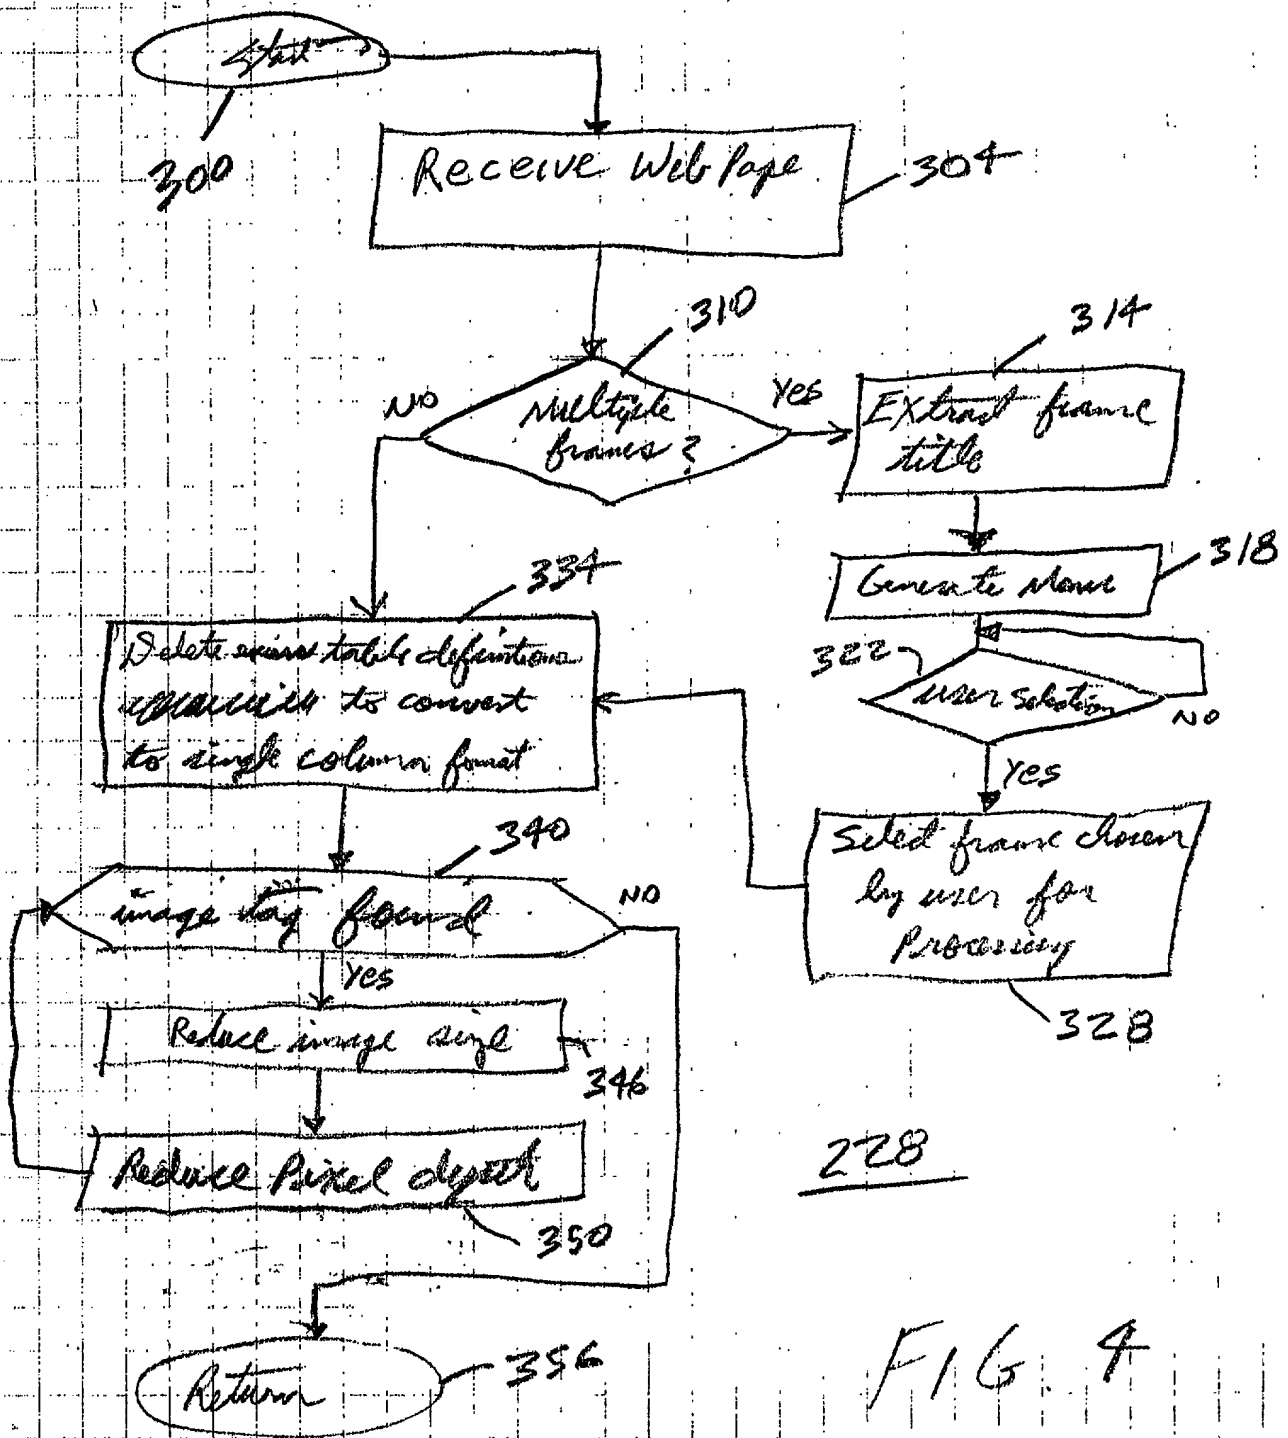 Start
300
Receive Web Page
304
310
Multiple
frames?
NO
Yes
314
Extract frame
title
318
Generate Menu
322
user selection
NO
Yes
Select frame chosen
by user for
Processing
328
334
Delete table definitions
to convert
to single column format
340
image tag found
NO
Yes
Reduce image size
346
Reduce Pixel depth
350
Return
356
228
FIG. 4